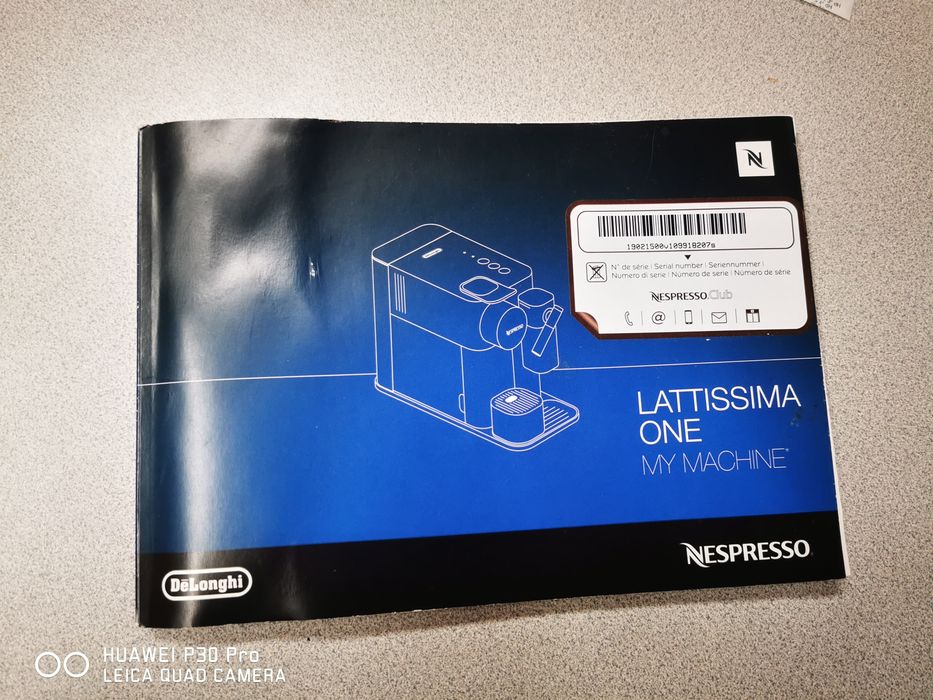 N
19021500v109918207s
N° de série | Serial number | Seriennummer |
Numero di serie | Número de serie | Número de série
NESPRESSO.Club
@
NESPRESSO
LATTISSIMA
ONE
MY MACHINE*
NESPRESSO
DeLonghi
HUAWEI P30 Pro
LEICA QUAD CAMERA